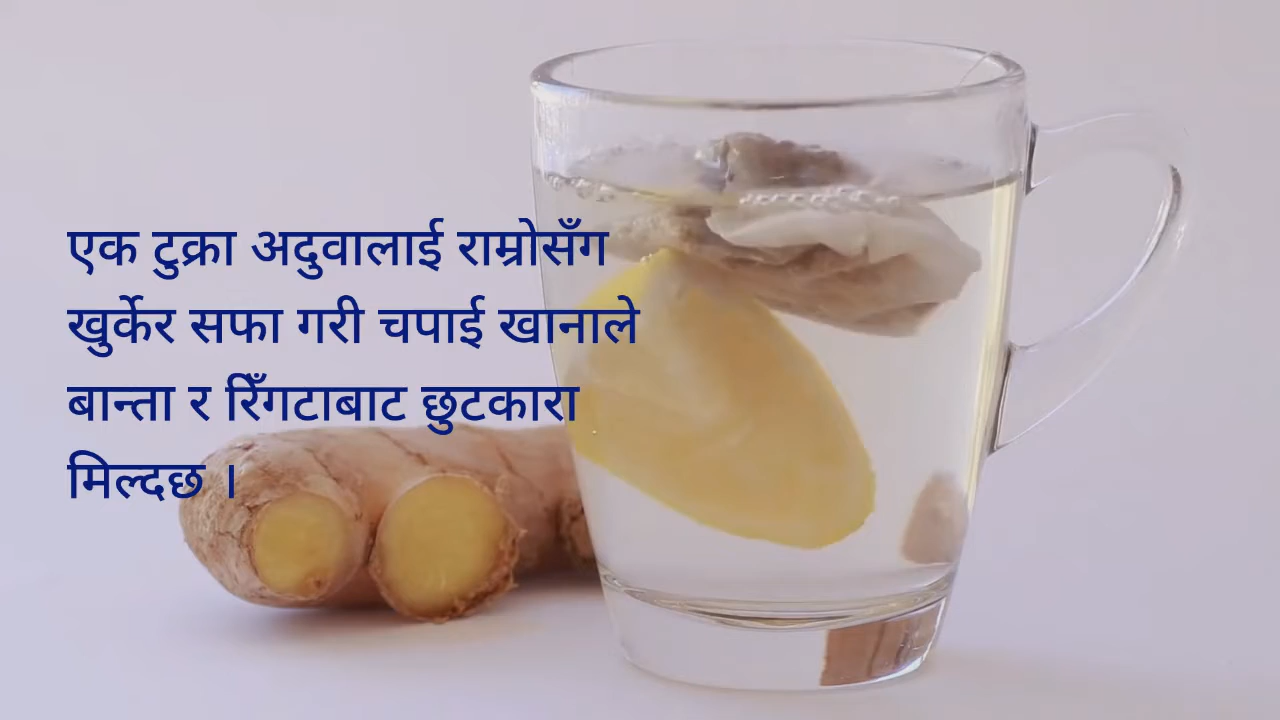 एक टुक्रा अदुवालाई राम्रोसँग
खुर्केर सफा गरी चपाई खानाले
बान्ता र रिँगटाबाट छुटकारा
मिल्दछ ।